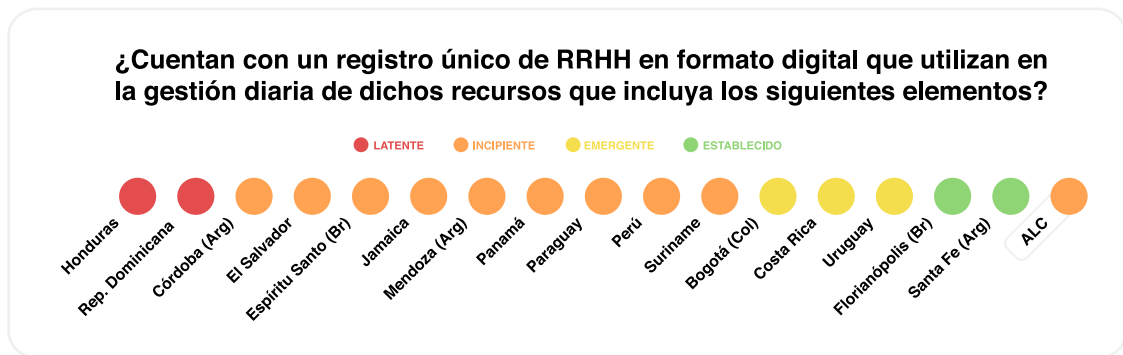 ¿Cuentan con un registro único de RRHH en formato digital que utilizan en
la gestión diaria de dichos recursos que incluya los siguientes elementos?
LATENTE
INCIPIENTE
EMERGENTE
ESTABLECIDO
Honduras
Rep. Dominicana
Córdoba (Arg)
El Salvador
Espíritu Santo (Br)
Jamaica
Mendoza (Arg)
Panamá
Paraguay
Perú
Suriname
Bogotá (Col)
Costa Rica
Uruguay
Florianópolis (Br)
Santa Fe (Arg)
ALC